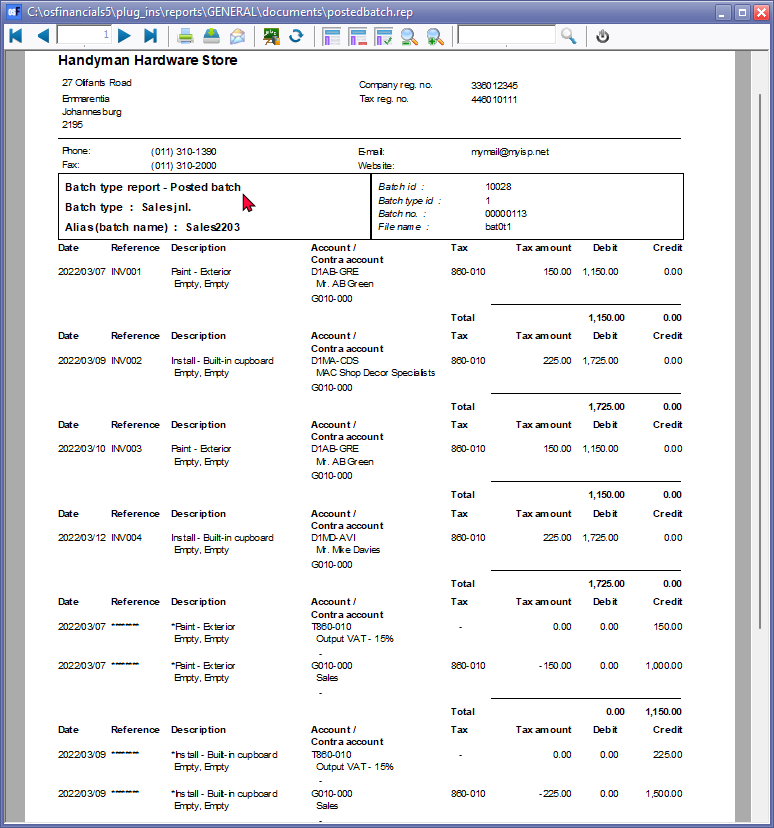 C:\osfinancials5\plug_ins\reports\GENERAL\documents\postedbatch.rep
1
Handyman Hardware Store
27 Olifants Road
Emmarentia
Johannesburg
2195
Company reg. no. 336012345
Tax reg. no. 446010111
Phone: (011) 310-1390 E-mail: mymail@myisp.net
Fax: (011) 310-2000 Website:
Batch type report - Posted batch
Batch type : Sales jnl.
Alias (batch name) : Sales2203
Batch id : 10028
Batch type id : 1
Batch no. : 00000113
File name : bat0t1
Date Reference Description Account / Tax Tax amount Debit Credit
Contra account
2022/03/07 INV001 Paint - Exterior D1AB-GRE 860-010 150.00 1,150.00 0.00
Empty, Empty Mr. AB Green
G010-000
Total 1,150.00 0.00
Date Reference Description Account / Tax Tax amount Debit Credit
Contra account
2022/03/09 INV002 Install - Built-in cupboard D1MA-CDS 860-010 225.00 1,725.00 0.00
Empty, Empty MAC Shop Decor Specialists
G010-000
Total 1,725.00 0.00
Date Reference Description Account / Tax Tax amount Debit Credit
Contra account
2022/03/10 INV003 Paint - Exterior D1AB-GRE 860-010 150.00 1,150.00 0.00
Empty, Empty Mr. AB Green
G010-000
Total 1,150.00 0.00
Date Reference Description Account / Tax Tax amount Debit Credit
Contra account
2022/03/12 INV004 Install - Built-in cupboard D1MD-AVI 860-010 225.00 1,725.00 0.00
Empty, Empty Mr. Mike Davies
G010-000
Total 1,725.00 0.00
Date Reference Description Account / Tax Tax amount Debit Credit
Contra account
2022/03/07 ******** *Paint - Exterior T860-010 - 0.00 0.00 150.00
Empty, Empty Output VAT - 15%
-
2022/03/07 ******** *Paint - Exterior G010-000 860-010 -150.00 0.00 1,000.00
Empty, Empty Sales
-
Total 0.00 1,150.00
Date Reference Description Account / Tax Tax amount Debit Credit
Contra account
2022/03/09 ******** *Install - Built-in cupboard T860-010 - 0.00 0.00 225.00
Empty, Empty Output VAT - 15%
-
2022/03/09 ******** *Install - Built-in cupboard G010-000 860-010 -225.00 0.00 1,500.00
Empty, Empty Sales
-